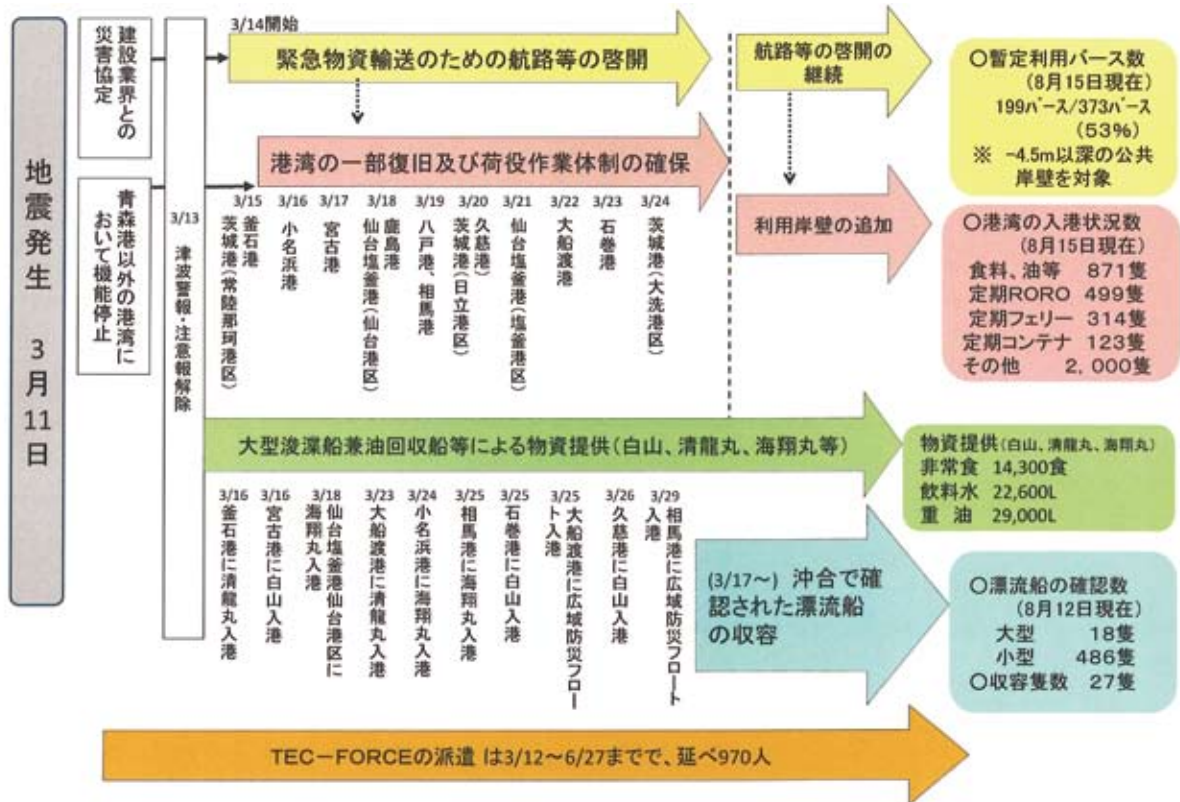 地震発生 3月11日
建設業界との
災害協定
青森港以外の港湾に
おいて機能停止
3/13 津波警報・注意報解除
3/14開始
緊急物資輸送のための航路等の啓開
航路等の啓開の
継続
〇暫定利用バース数
(8月15日現在)
199バース/373バース
(53%)
※ -4.5m以深の公共
岸壁を対象
港湾の一部復旧及び荷役作業体制の確保
利用岸壁の追加
3/15
釜石港
茨城港(常陸那珂港区)
3/16
小名浜港
3/17
宮古港
3/18
鹿島港
仙台塩釜港(仙台港区)
3/19
八戸港、相馬港
3/20
久慈港
茨城港(日立港区)
3/21
仙台塩釜港(塩釜港区)
3/22
大船渡港
3/23
石巻港
3/24
茨城港(大洗港区)
〇港湾の入港状況数
(8月15日現在)
食料、油等 871隻
定期RORO 499隻
定期フェリー 314隻
定期コンテナ 123隻
その他 2,000隻
大型浚渫船兼油回収船等による物資提供(白山、清龍丸、海翔丸等)
物資提供(白山、清龍丸、海翔丸)
非常食 14,300食
飲料水 22,600L
重 油 29,000L
3/16
釜石港に清龍丸入港
3/16
宮古港に白山入港
3/18
仙台塩釜港仙台港区に
海翔丸入港
3/23
大船渡港に清龍丸入港
3/24
小名浜港に海翔丸入港
3/25
相馬港に海翔丸入港
3/25
石巻港に白山入港
3/25
大船渡港に広域防災フロー
ト入港
3/26
久慈港に白山入港
3/29
相馬港に広域防災フロート
入港
(3/17~) 沖合で確
認された漂流船
の収容
〇漂流船の確認数
(8月12日現在)
大型 18隻
小型 486隻
〇収容隻数 27隻
TEC-FORCEの派遣 は3/12~6/27までで、延べ970人